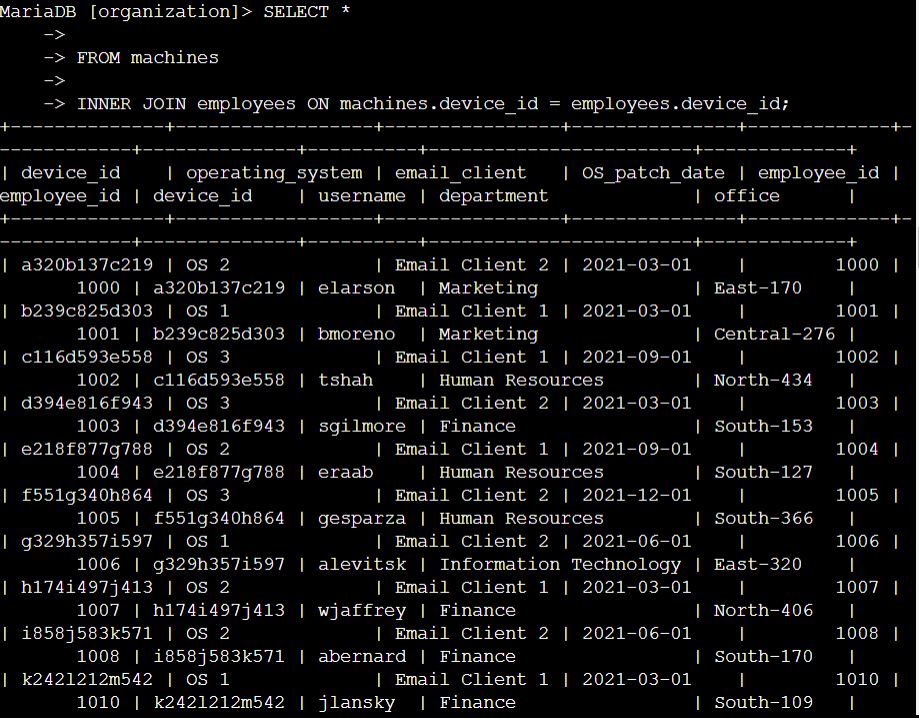 MariaDB [organization]> SELECT *
    ->
    -> FROM machines
    ->
    -> INNER JOIN employees ON machines.device_id = employees.device_id;
+--------------+------------------+----------------+---------------+-------------+-
------------+--------------+----------+------------------------+-------------+
| device_id    | operating_system | email_client   | OS_patch_date | employee_id |
employee_id | device_id    | username | department             | office      |
+--------------+------------------+----------------+---------------+-------------+-
------------+--------------+----------+------------------------+-------------+
| a320b137c219 | OS 2             | Email Client 2 | 2021-03-01    |        1000 |
       1000 | a320b137c219 | elarson  | Marketing              | East-170    |
| b239c825d303 | OS 1             | Email Client 1 | 2021-03-01    |        1001 |
       1001 | b239c825d303 | bmoreno  | Marketing              | Central-276 |
| c116d593e558 | OS 3             | Email Client 1 | 2021-09-01    |        1002 |
       1002 | c116d593e558 | tshah    | Human Resources        | North-434   |
| d394e816f943 | OS 3             | Email Client 2 | 2021-03-01    |        1003 |
       1003 | d394e816f943 | sgilmore | Finance                | South-153   |
| e218f877g788 | OS 2             | Email Client 1 | 2021-09-01    |        1004 |
       1004 | e218f877g788 | eraab    | Human Resources        | South-127   |
| f551g340h864 | OS 3             | Email Client 2 | 2021-12-01    |        1005 |
       1005 | f551g340h864 | gesparza | Human Resources        | South-366   |
| g329h357i597 | OS 1             | Email Client 2 | 2021-06-01    |        1006 |
       1006 | g329h357i597 | alevitsk | Information Technology | East-320    |
| h174i497j413 | OS 2             | Email Client 1 | 2021-03-01    |        1007 |
       1007 | h174i497j413 | wjaffrey | Finance                | North-406   |
| i858j583k571 | OS 2             | Email Client 2 | 2021-06-01    |        1008 |
       1008 | i858j583k571 | abernard | Finance                | South-170   |
| k242l212m542 | OS 1             | Email Client 1 | 2021-03-01    |        1010 |
       1010 | k242l212m542 | jlansky  | Finance                | South-109   |